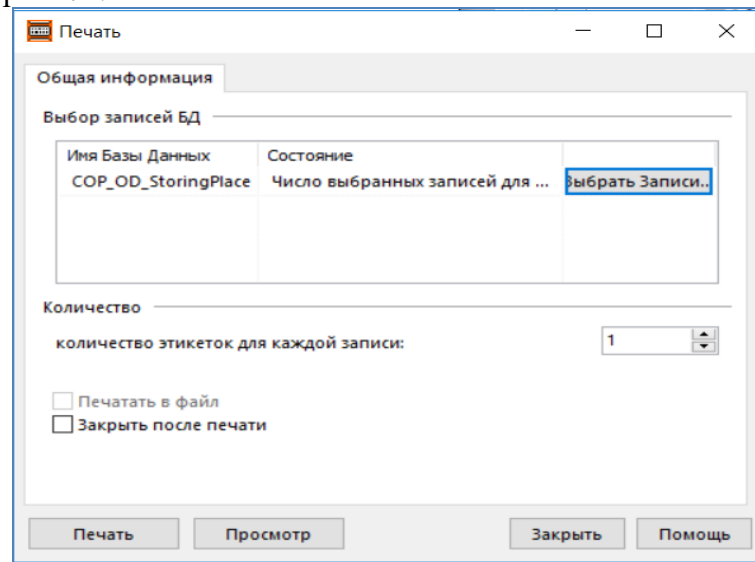 Печать
Общая информация
Выбор записей БД
Имя Базы Данных Состояние
COP_OD_StoringPlace Число выбранных записей для ... Выбрать Записи..
Количество
количество этикеток для каждой записи: 1
Печатать в файл
Закрыть после печати
Печать Просмотр Закрыть Помощь